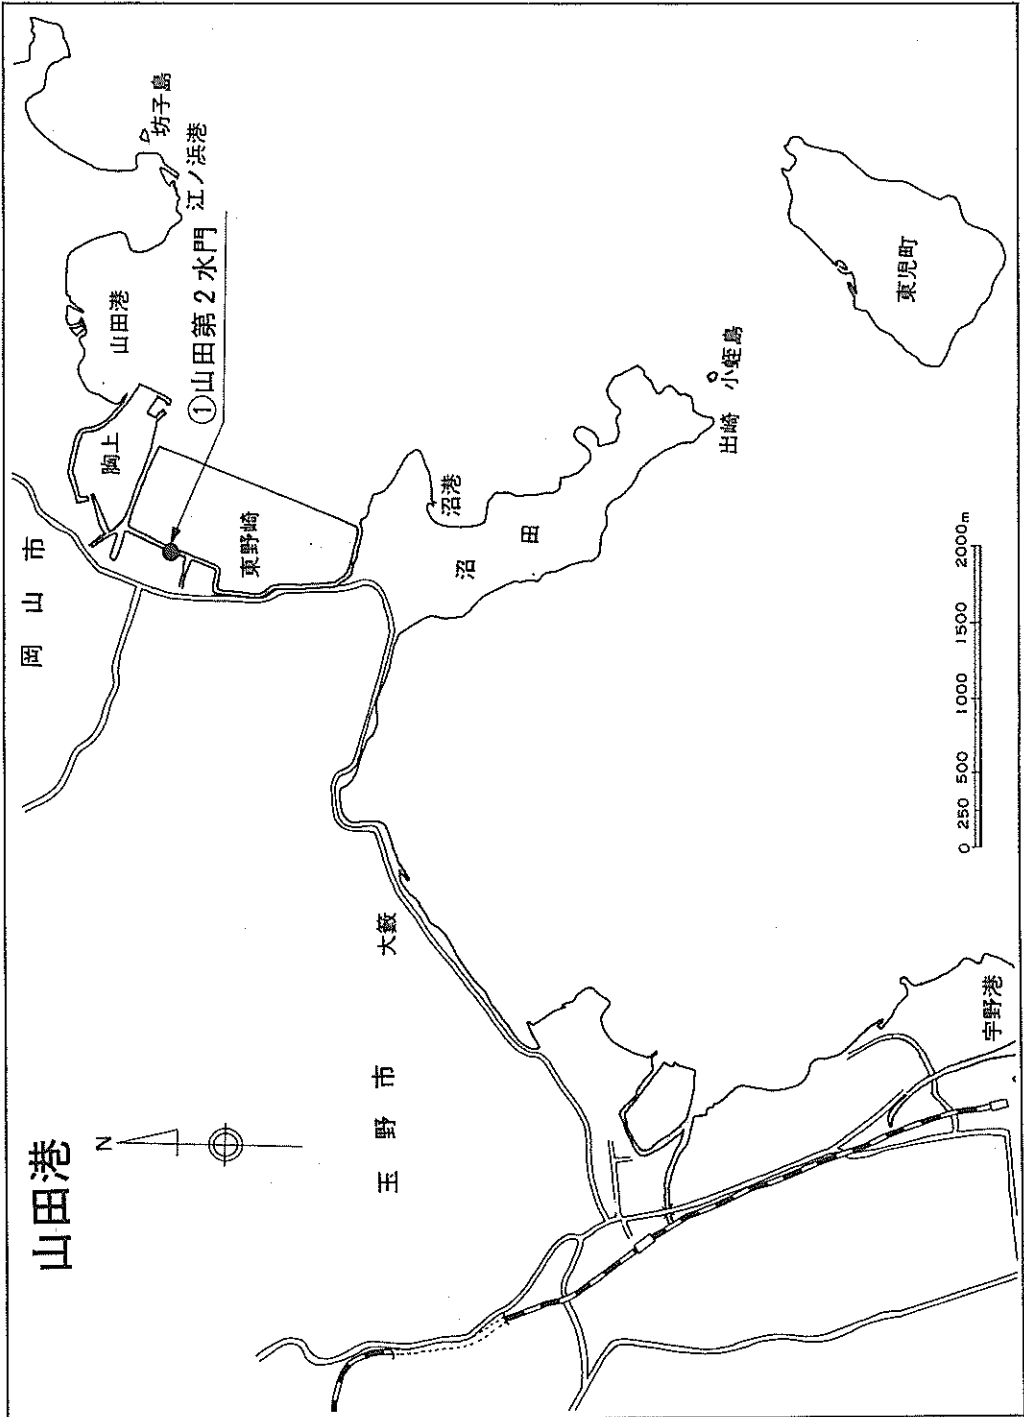 山田港
N
岡山市
玉野市
大籔
胸上
山田港
坊子島
江ノ浜港
①山田第2水門
東野崎
沼港
沼
田
出崎
小蛭島
東児町
宇野港
0 250 500 1000 1500 2000m